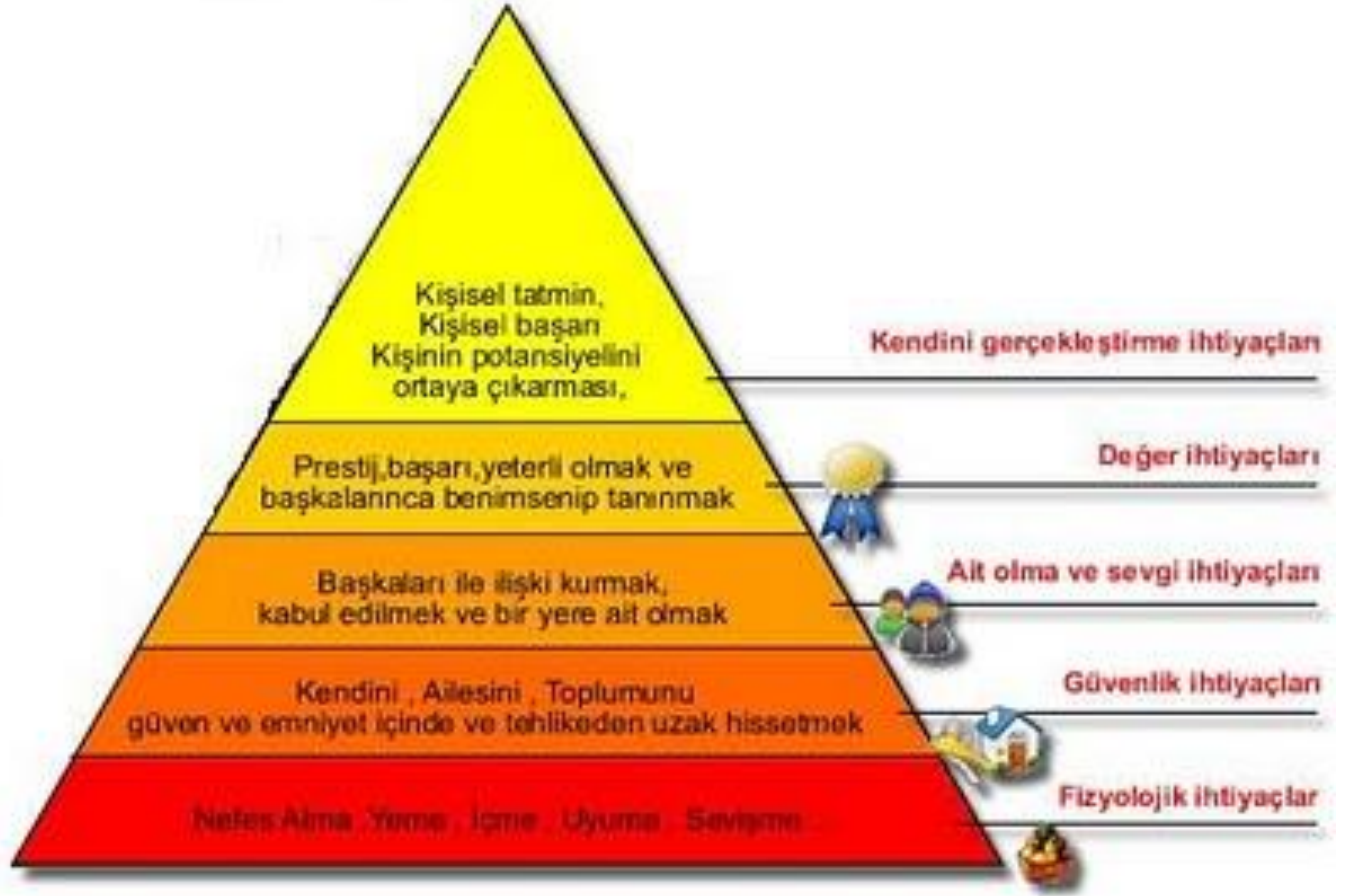 Kişisel tatmin,
Kişisel başarı
Kişinin potansiyelini
ortaya çıkarması,
Kendini gerçekleştirme ihtiyaçları
Prestij,başarı,yeterli olmak ve
başkalarınca benimsenip tanınmak
Değer ihtiyaçları
Başkaları ile ilişki kurmak,
kabul edilmek ve bir yere ait olmak
Ait olma ve sevgi ihtiyaçları
Kendini , Ailesini , Toplumunu
güven ve emniyet içinde ve tehlikeden uzak hissetmek
Güvenlik ihtiyaçları
Nefes Alma Yeme , İçme , Uyuma , Sevişme ...
Fizyolojik ihtiyaçlar